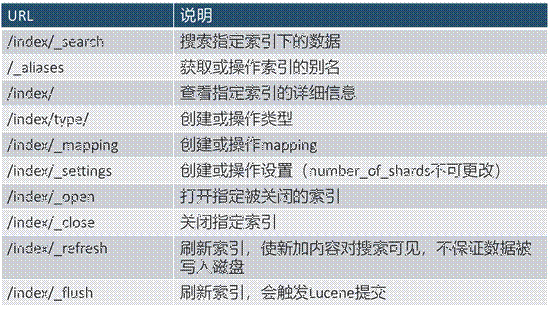 URL 说明
/index/_search 搜索指定索引下的数据
/_aliases 获取或操作索引的别名
/index/ 查看指定索引的详细信息
/index/type/ 创建或操作类型
/index/_mapping 创建或操作mapping
/index/_settings 创建或操作设置（number_of_shards不可更改）
/index/_open 打开指定被关闭的索引
/index/_close 关闭指定索引
/index/_refresh 刷新索引，使新加内容对搜索可见，不保证数据被
写入磁盘
/index/_flush 刷新索引，会触发Lucene提交